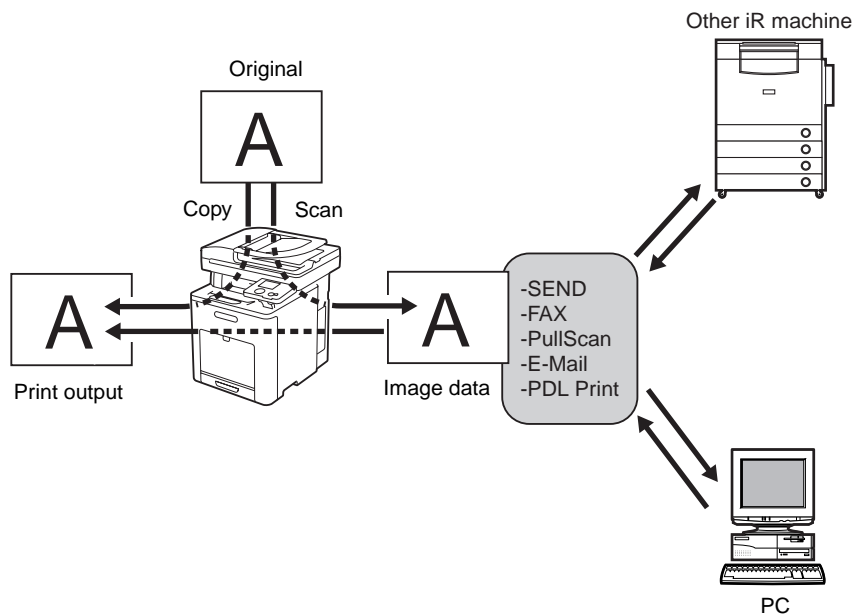 Other iR machine
Original
A
Copy
Scan
A
Print output
A
Image data
-SEND
-FAX
-PullScan
-E-Mail
-PDL Print
PC